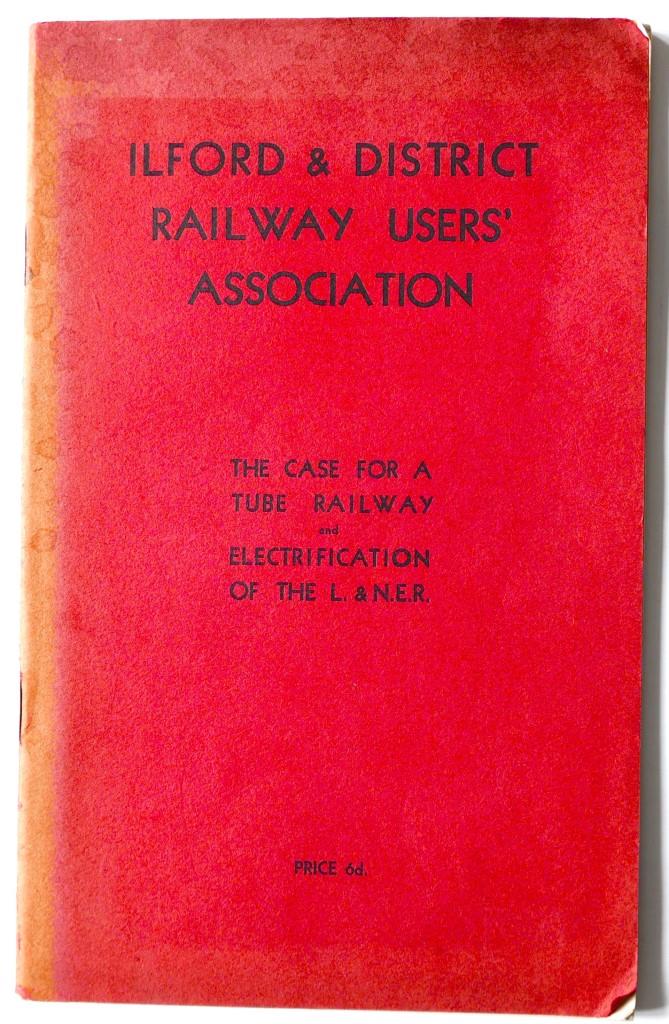 ILFORD & DISTRICT
RAILWAY USERS'
ASSOCIATION
THE CASE FOR A
TUBE RAILWAY
and
ELECTRIFICATION
OF THE L. & N.E.R.
PRICE 6d.